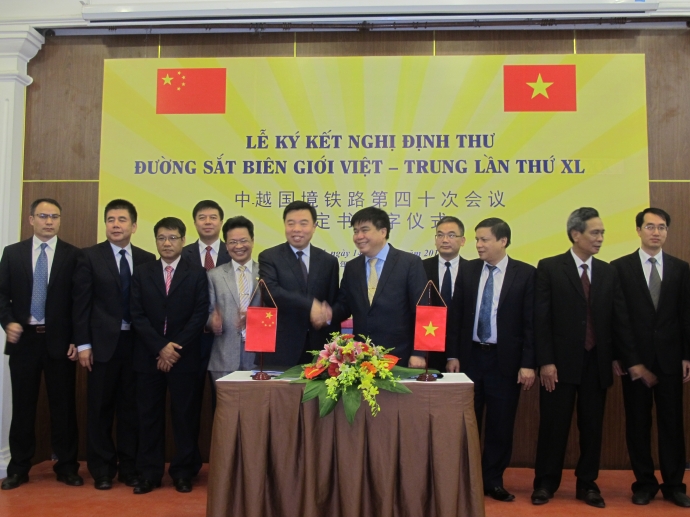 LỄ KÝ KẾT NGHỊ ĐỊNH THƯ
ĐƯỜNG SẮT BIÊN GIỚI VIỆT – TRUNG LẦN THỨ XL
中越国境铁路第四十次会议
定书 字仪式
ngày